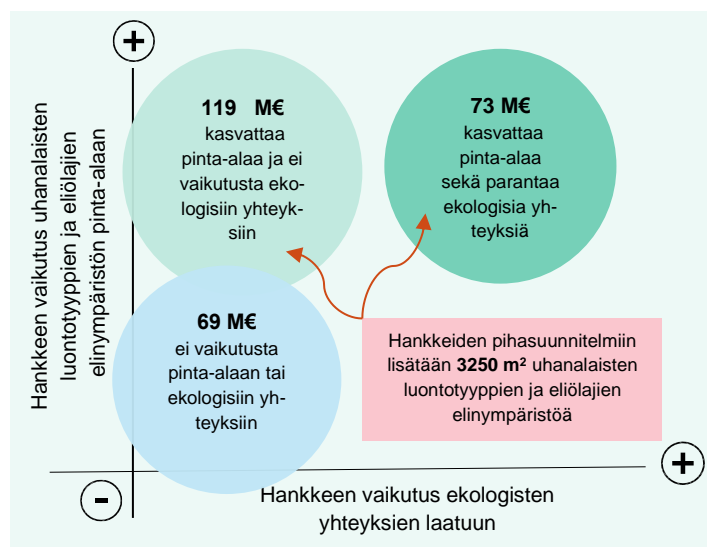 +
Hankkeen vaikutus uhanalaisten
luontotyyppien ja eliölajien
elinympäristön pinta-alaan
119 M€
kasvattaa
pinta-alaa ja ei
vaikutusta eko-
logisiin yhteyk-
siin
73 M€
kasvattaa
pinta-alaa
sekä parantaa
ekologisia yh-
teyksiä
69 M€
ei vaikutusta
pinta-alaan tai
ekologisiin yh-
teyksiin
Hankkeiden pihasuunnitelmiin
lisätään 3250 m² uhanalaisten
luontotyyppien ja eliölajien
elinympäristöä
+
-
Hankkeen vaikutus ekologisten
yhteyksien laatuun